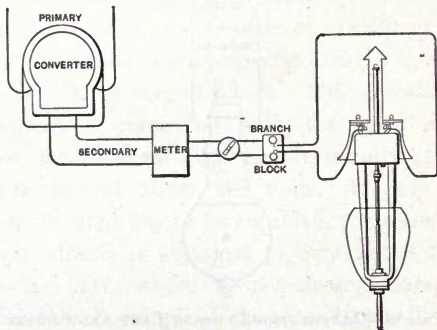 PRIMARY
CONVERTER
SECONDARY
METER
BRANCH
BLOCK